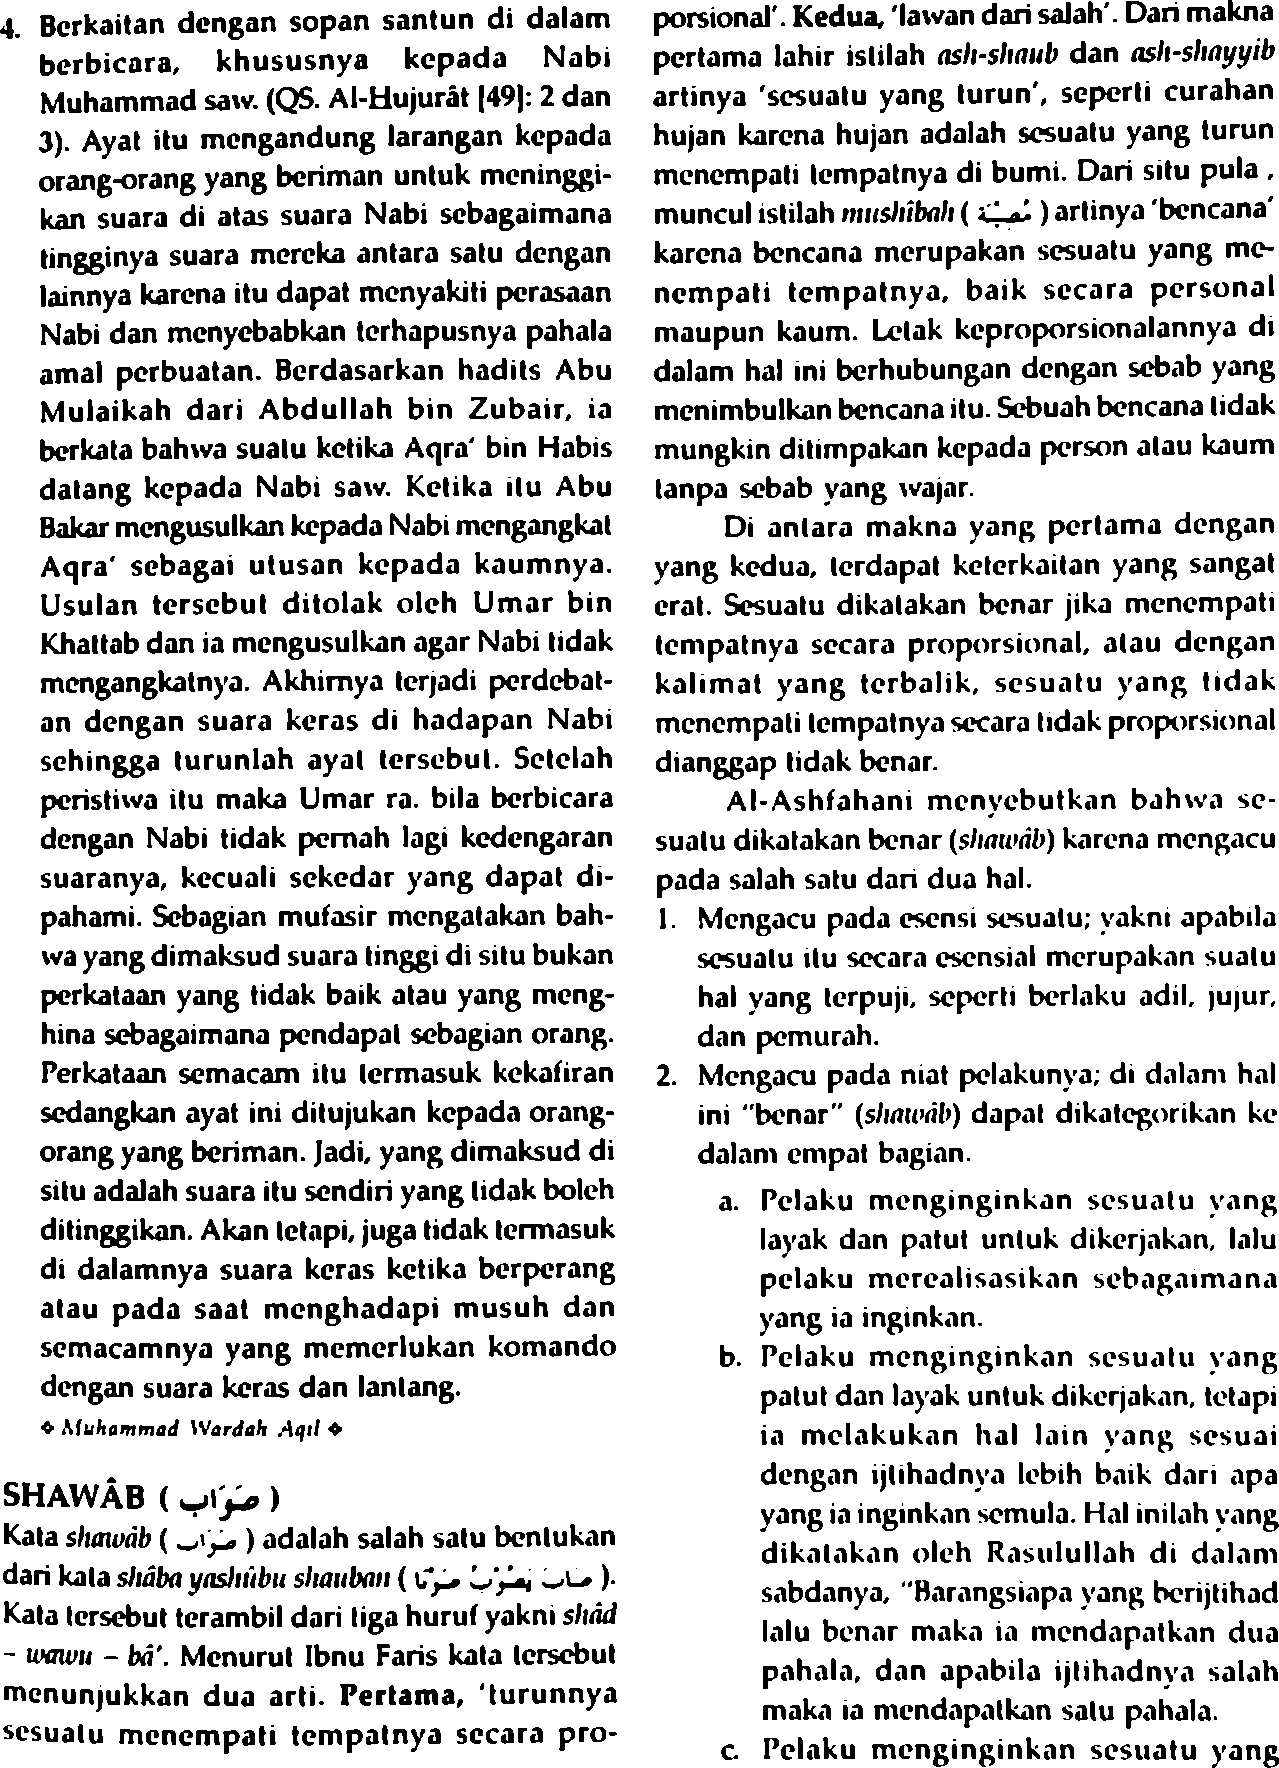 4. Berkaitan dengan sopan santun di dalam
berbicara, khususnya kepada Nabi
Muhammad saw. (QS. Al-Hujurât [49]: 2 dan
3). Ayat itu mengandung larangan kepada
orang-orang yang beriman untuk meninggi-
kan suara di atas suara Nabi sebagaimana
tingginya suara mereka antara satu dengan
lainnya karena itu dapat menyakiti perasaan
Nabi dan menyebabkan terhapusnya pahala
amal perbuatan. Berdasarkan hadits Abu
Mulaikah dari Abdullah bin Zubair, ia
berkata bahwa suatu ketika Aqra' bin Habis
datang kepada Nabi saw. Ketika itu Abu
Bakar mengusulkan kepada Nabi mengangkat
Aqra' sebagai utusan kepada kaumnya.
Usulan tersebut ditolak oleh Umar bin
Khattab dan ia mengusulkan agar Nabi tidak
mengangkatnya. Akhirnya terjadi perdebat-
an dengan suara keras di hadapan Nabi
sehingga turunlah ayat tersebut. Setelah
peristiwa itu maka Umar ra. bila berbicara
dengan Nabi tidak pernah lagi kedengaran
suaranya, kecuali sekedar yang dapat di-
pahami. Sebagian mufasir mengatakan bah-
wa yang dimaksud suara tinggi di situ bukan
perkataan yang tidak baik atau yang meng-
hina sebagaimana pendapat sebagian orang.
Perkataan semacam itu termasuk kekafiran
sedangkan ayat ini ditujukan kepada orang-
orang yang beriman. Jadi, yang dimaksud di
situ adalah suara itu sendiri yang tidak boleh
ditinggikan. Akan tetapi, juga tidak termasuk
di dalamnya suara keras ketika berperang
atau pada saat menghadapi musuh dan
semacamnya yang memerlukan komando
dengan suara keras dan lantang.
❖ Muhammad Wardah Aqil ❖
SHAWÂB ( صَوَاب )
Kata shawâb ( صَوَاب ) adalah salah satu bentukan
dari kata shâba yashûbu shauban ( صَابَ يَصُوْبُ صَوْبًا ).
Kata tersebut terambil dari tiga huruf yakni shâd
– wawu – bâ'. Menurut Ibnu Faris kata tersebut
menunjukkan dua arti. Pertama, 'turunnya
sesuatu menempati tempatnya secara pro-
porsional'. Kedua, 'lawan dari salah'. Dari makna
pertama lahir istilah ash-shaub dan ash-shayyib
artinya 'sesuatu yang turun', seperti curahan
hujan karena hujan adalah sesuatu yang turun
menempati tempatnya di bumi. Dari situ pula ,
muncul istilah mushîbah ( مُصِيْبَة ) artinya 'bencana'
karena bencana merupakan sesuatu yang me-
nempati tempatnya, baik secara personal
maupun kaum. Letak keproporsionalannya di
dalam hal ini berhubungan dengan sebab yang
menimbulkan bencana itu. Sebuah bencana tidak
mungkin ditimpakan kepada person atau kaum
tanpa sebab yang wajar.
Di antara makna yang pertama dengan
yang kedua, terdapat keterkaitan yang sangat
erat. Sesuatu dikatakan benar jika menempati
tempatnya secara proporsional, atau dengan
kalimat yang terbalik, sesuatu yang tidak
menempati tempatnya secara tidak proporsional
dianggap tidak benar.
Al-Ashfahani menyebutkan bahwa se-
suatu dikatakan benar (shawâb) karena mengacu
pada salah satu dari dua hal.
1. Mengacu pada esensi sesuatu; yakni apabila
sesuatu itu secara esensial merupakan suatu
hal yang terpuji, seperti berlaku adil, jujur,
dan pemurah.
2. Mengacu pada niat pelakunya; di dalam hal
ini "benar" (shawâb) dapat dikategorikan ke
dalam empat bagian.
a. Pelaku menginginkan sesuatu yang
layak dan patut untuk dikerjakan, lalu
pelaku merealisasikan sebagaimana
yang ia inginkan.
b. Pelaku menginginkan sesuatu yang
patut dan layak untuk dikerjakan, tetapi
ia melakukan hal lain yang sesuai
dengan ijtihadnya lebih baik dari apa
yang ia inginkan semula. Hal inilah yang
dikatakan oleh Rasulullah di dalam
sabdanya, "Barangsiapa yang berijtihad
lalu benar maka ia mendapatkan dua
pahala, dan apabila ijtihadnya salah
maka ia mendapatkan satu pahala.
c. Pelaku menginginkan sesuatu yang